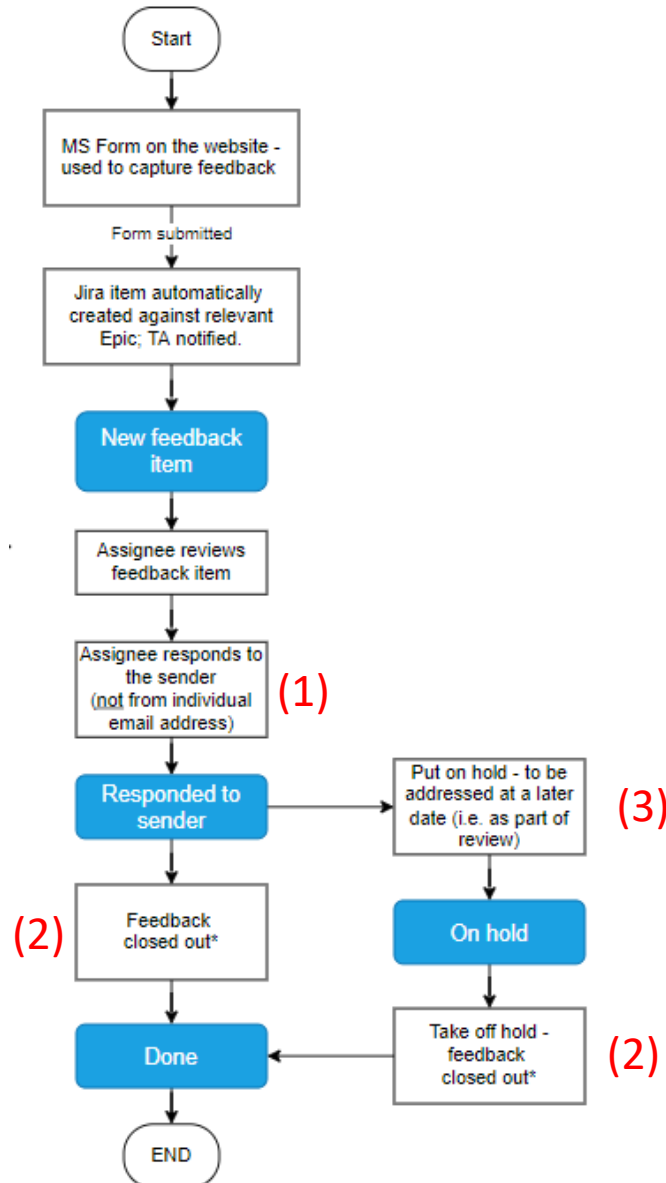 Start
MS Form on the website -
used to capture feedback
Form submitted
Jira item automatically
created against relevant
Epic; TA notified.
New feedback
item
Assignee reviews
feedback item
Assignee responds to
the sender
(not from individual
email address)
(1)
Responded to
sender
Put on hold - to be
addressed at a later
date (i.e. as part of
review)
(3)
(2)
Feedback
closed out*
On hold
Take off hold -
feedback
closed out*
(2)
Done
END